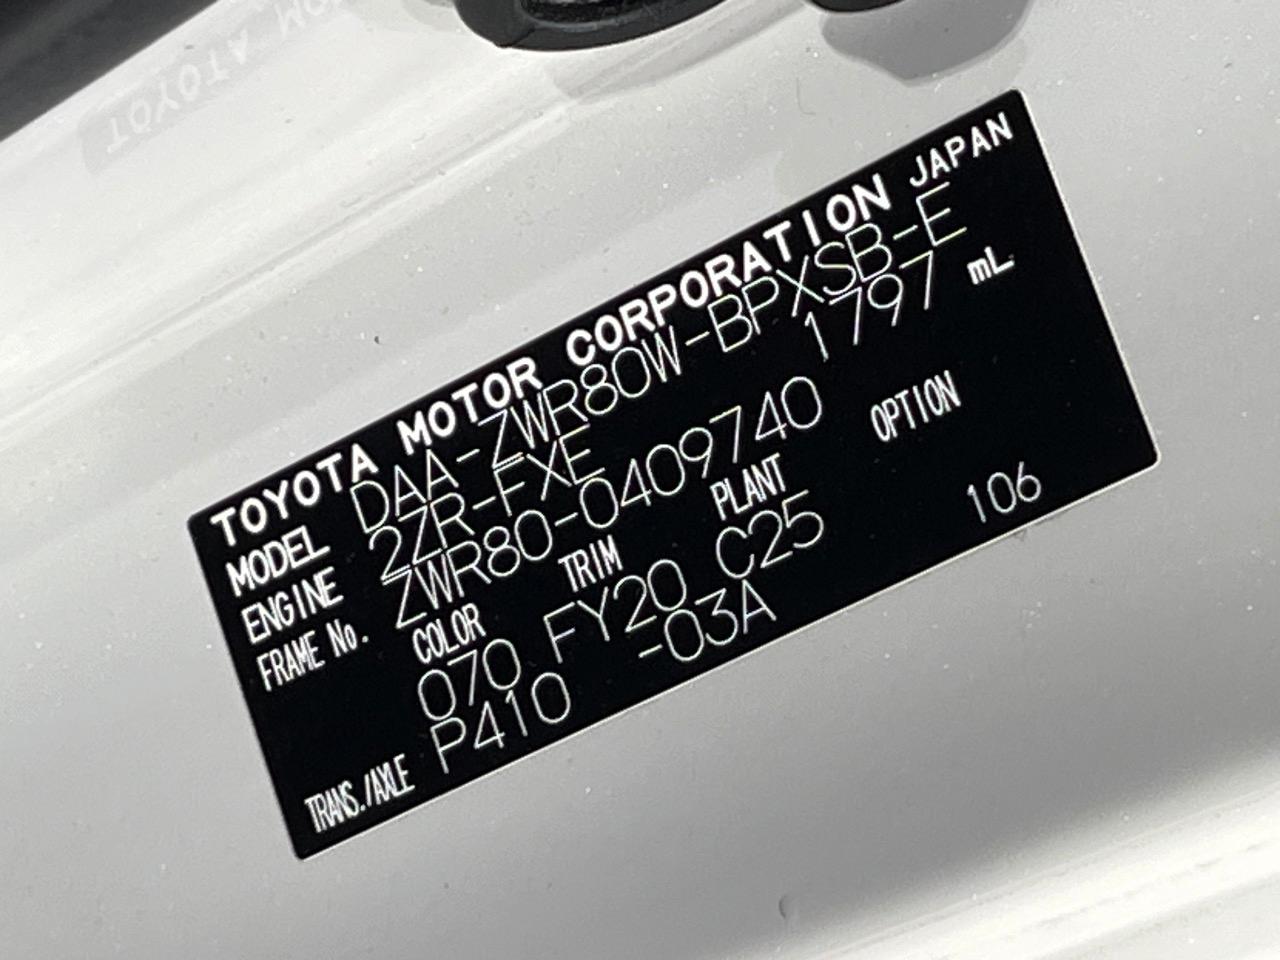 TOYOTA MOTOR CORPORATION JAPAN
MODEL DAA-ZWR80W-BPXSB-E
ENGINE 2ZR-FXE 1797 mL
FRAME No. ZWR80-0409740
COLOR TRIM PLANT OPTION
070 FY20 C25 106
TRANS./AXLE P410 -03A